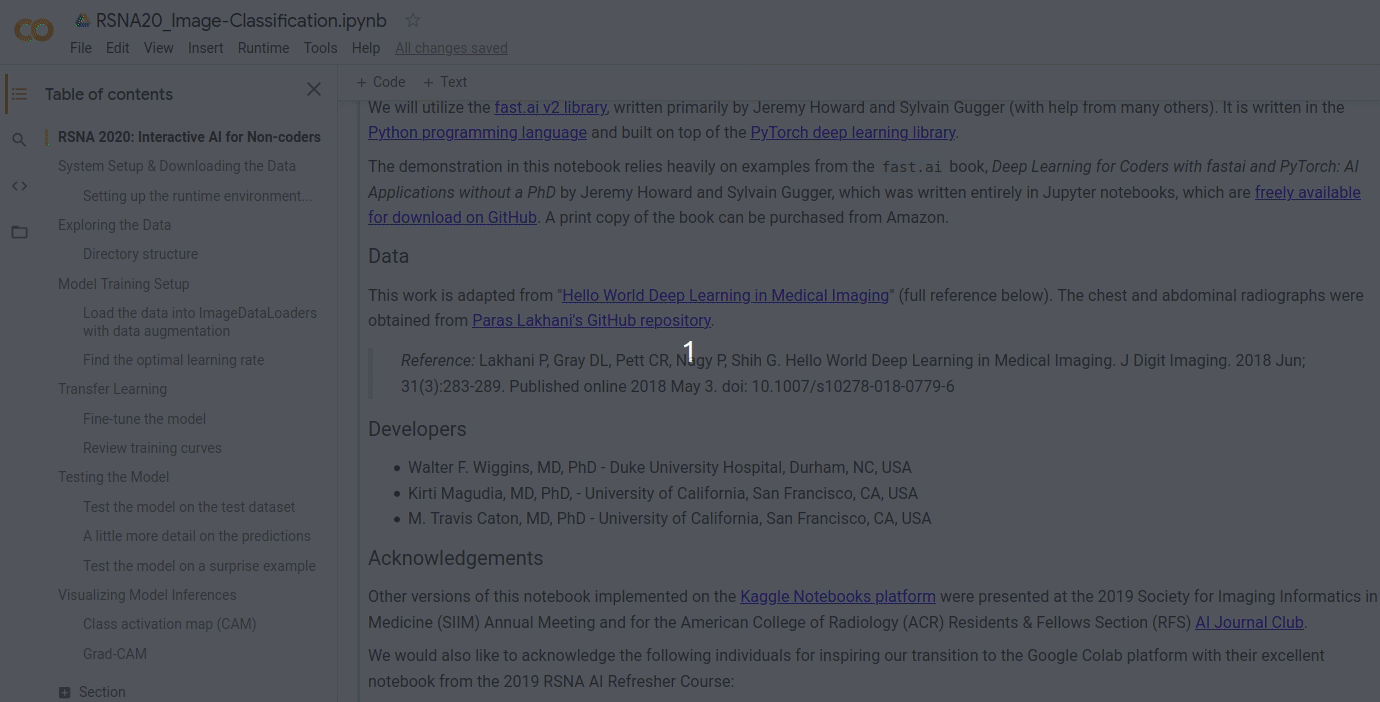 RSNA20_Image-Classification.ipynb
File Edit View Insert Runtime Tools Help All changes saved
Table of contents
RSNA 2020: Interactive AI for Non-coders
System Setup & Downloading the Data
Setting up the runtime environment...
Exploring the Data
Directory structure
Model Training Setup
Load the data into ImageDataLoaders
with data augmentation
Find the optimal learning rate
Transfer Learning
Fine-tune the model
Review training curves
Testing the Model
Test the model on the test dataset
A little more detail on the predictions
Test the model on a surprise example
Visualizing Model Inferences
Class activation map (CAM)
Grad-CAM
Section
+ Code + Text
We will utilize the fast.ai v2 library, written primarily by Jeremy Howard and Sylvain Gugger (with help from many others). It is written in the
Python programming language and built on top of the PyTorch deep learning library.
The demonstration in this notebook relies heavily on examples from the fast.ai book, Deep Learning for Coders with fastai and PyTorch: AI
Applications without a PhD by Jeremy Howard and Sylvain Gugger, which was written entirely in Jupyter notebooks, which are freely available
for download on GitHub. A print copy of the book can be purchased from Amazon.
Data
This work is adapted from "Hello World Deep Learning in Medical Imaging" (full reference below). The chest and abdominal radiographs were
obtained from Paras Lakhani's GitHub repository.
1
Reference: Lakhani P, Gray DL, Pett CR, Nagy P, Shih G. Hello World Deep Learning in Medical Imaging. J Digit Imaging. 2018 Jun;
31(3):283-289. Published online 2018 May 3. doi: 10.1007/s10278-018-0779-6
Developers
• Walter F. Wiggins, MD, PhD - Duke University Hospital, Durham, NC, USA
• Kirti Magudia, MD, PhD, - University of California, San Francisco, CA, USA
• M. Travis Caton, MD, PhD - University of California, San Francisco, CA, USA
Acknowledgements
Other versions of this notebook implemented on the Kaggle Notebooks platform were presented at the 2019 Society for Imaging Informatics in
Medicine (SIIM) Annual Meeting and for the American College of Radiology (ACR) Residents & Fellows Section (RFS) AI Journal Club.
We would also like to acknowledge the following individuals for inspiring our transition to the Google Colab platform with their excellent
notebook from the 2019 RSNA AI Refresher Course: